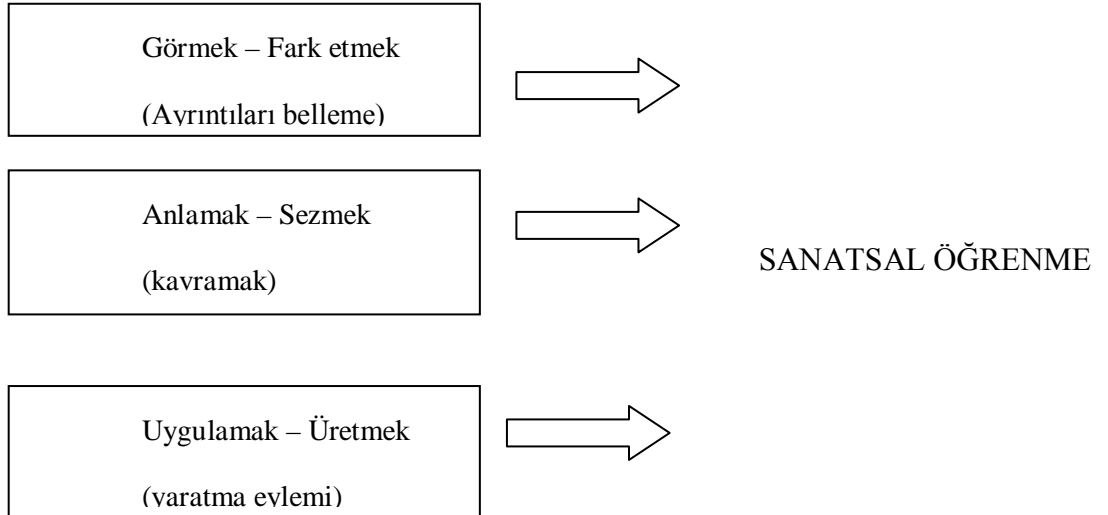 Görmek – Fark etmek
(Ayrıntıları belleme)
Anlamak – Sezmek
(kavramak)
SANATSAL ÖĞRENME
Uygulamak – Üretmek
(yaratma eylemi)